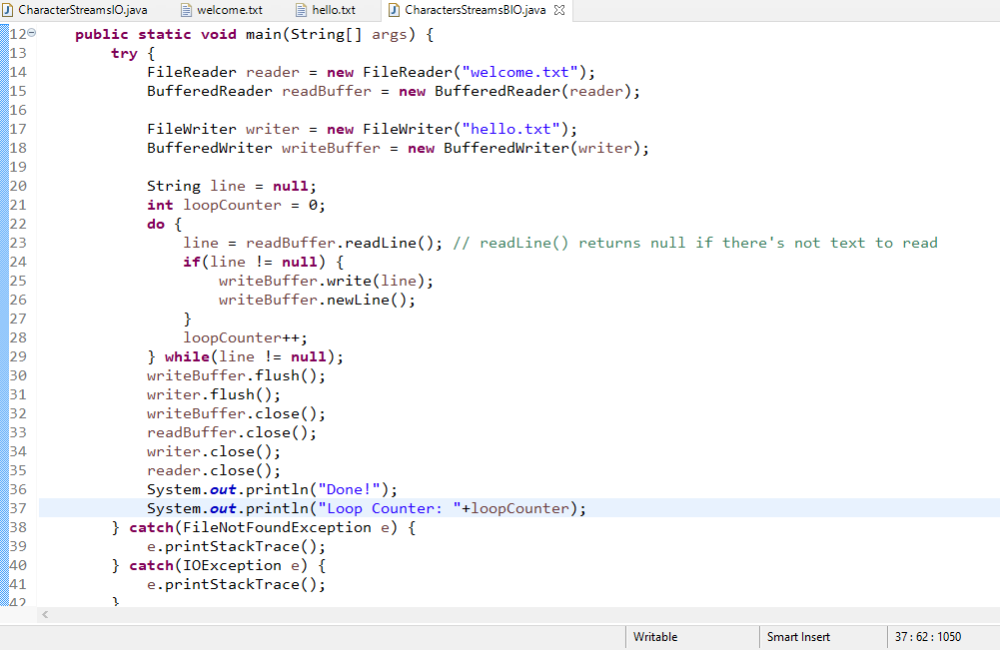 CharacterStreamsIO.java welcome.txt hello.txt CharactersStreamsBIO.java
12 public static void main(String[] args) {
13 try {
14 FileReader reader = new FileReader("welcome.txt");
15 BufferedReader readBuffer = new BufferedReader(reader);
16
17 FileWriter writer = new FileWriter("hello.txt");
18 BufferedWriter writeBuffer = new BufferedWriter(writer);
19
20 String line = null;
21 int loopCounter = 0;
22 do {
23 line = readBuffer.readLine(); // readLine() returns null if there's not text to read
24 if(line != null) {
25 writeBuffer.write(line);
26 writeBuffer.newLine();
27 }
28 loopCounter++;
29 } while(line != null);
30 writeBuffer.flush();
31 writer.flush();
32 writeBuffer.close();
33 readBuffer.close();
34 writer.close();
35 reader.close();
36 System.out.println("Done!");
37 System.out.println("Loop Counter: "+loopCounter);
38 } catch(FileNotFoundException e) {
39 e.printStackTrace();
40 } catch(IOException e) {
41 e.printStackTrace();
42 }
Writable Smart Insert 37 : 62 : 1050